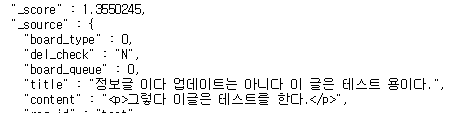 "_score" : 1.3550245,
"_source" : {
"board_type" : 0,
"del_check" : "N",
"board_queue" : 0,
"title" : "정보글 이다 업데이트는 아니다 이 글은 테스트 용이다.",
"content" : "<p>그렇다 이글은 테스트를 한다.</p>",